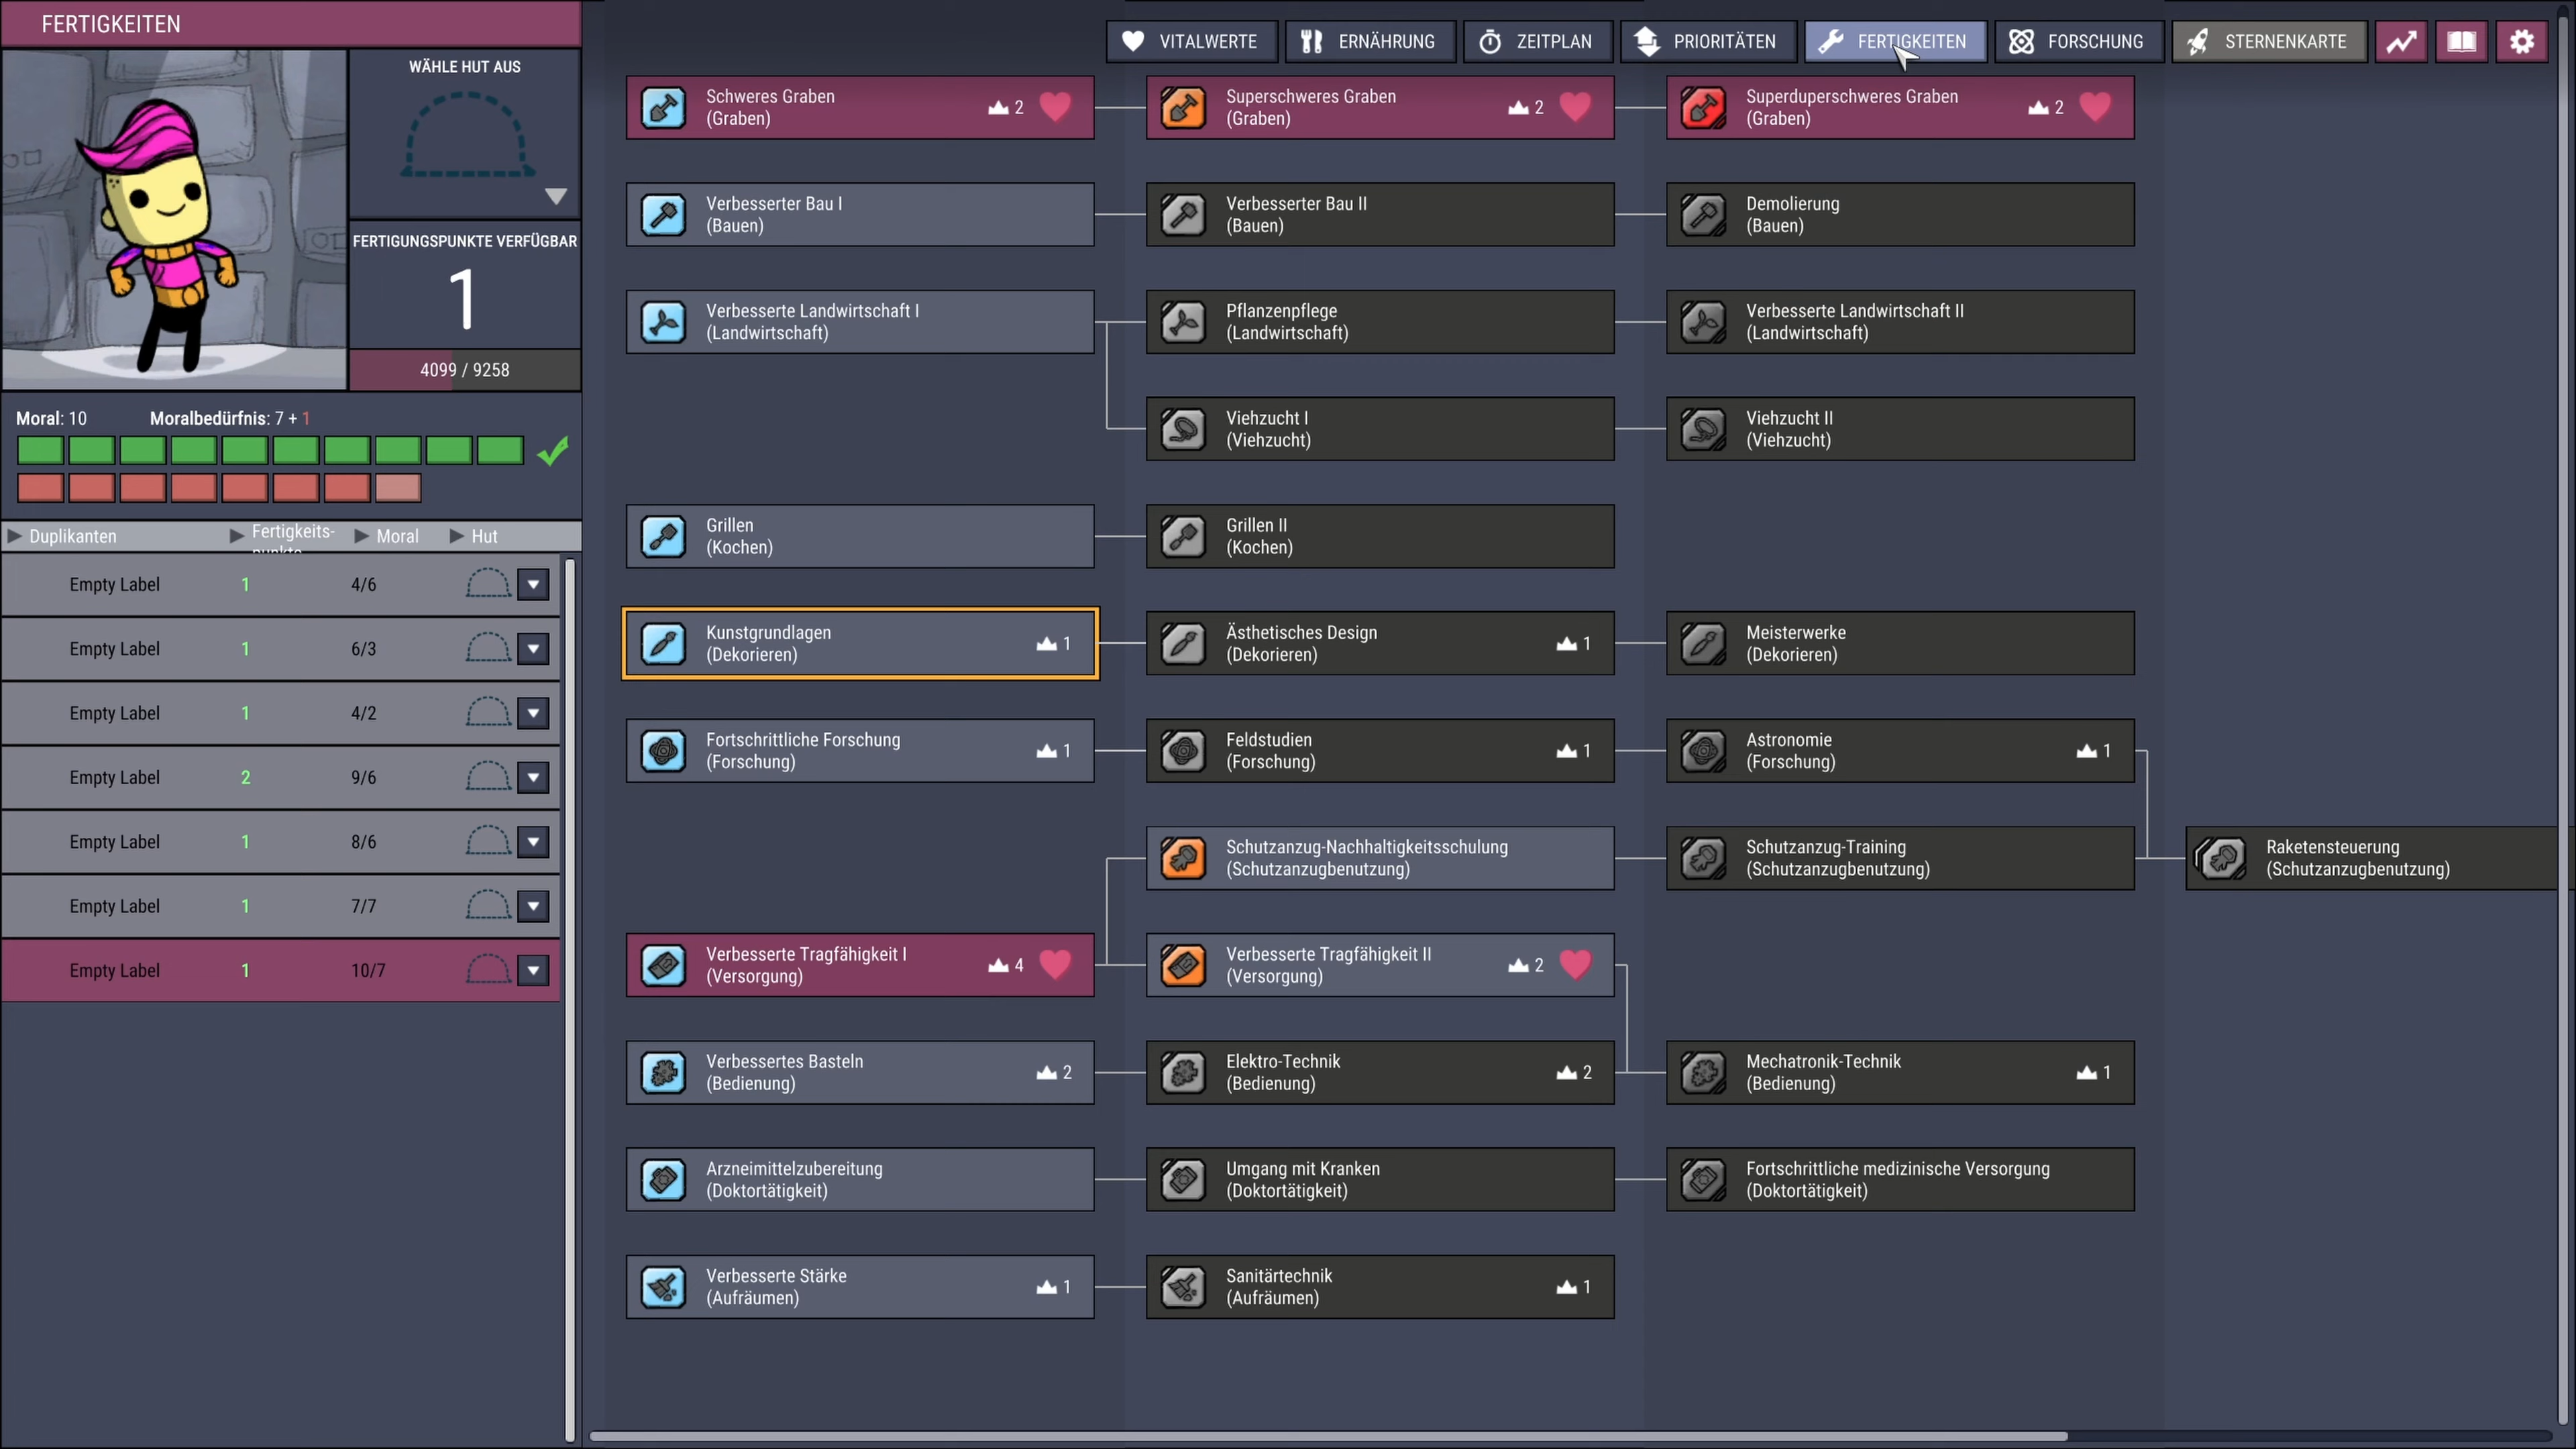 FERTIGKEITEN
VITALWERTE
ERNÄHRUNG
ZEITPLAN
PRIORITÄTEN
FERTIGKEITEN
FORSCHUNG
STERNENKARTE
WÄHLE HUT AUS
FERTIGUNGSPUNKTE VERFÜGBAR
1
4099 / 9258
Moral: 10 Moralbedürfnis: 7 + 1
Duplikanten Fertigkeits-punkte Moral Hut
Empty Label 1 4/6
Empty Label 1 6/3
Empty Label 1 4/2
Empty Label 2 9/6
Empty Label 1 8/6
Empty Label 1 7/7
Empty Label 1 10/7
Schweres Graben
(Graben)
2
Superschweres Graben
(Graben)
2
Superduperschweres Graben
(Graben)
2
Verbesserter Bau I
(Bauen)
Verbesserter Bau II
(Bauen)
Demolierung
(Bauen)
Verbesserte Landwirtschaft I
(Landwirtschaft)
Pflanzenpflege
(Landwirtschaft)
Verbesserte Landwirtschaft II
(Landwirtschaft)
Viehzucht I
(Viehzucht)
Viehzucht II
(Viehzucht)
Grillen
(Kochen)
Grillen II
(Kochen)
Kunstgrundlagen
(Dekorieren)
1
Ästhetisches Design
(Dekorieren)
1
Meisterwerke
(Dekorieren)
Fortschrittliche Forschung
(Forschung)
1
Feldstudien
(Forschung)
1
Astronomie
(Forschung)
1
Schutzanzug-Nachhaltigkeitsschulung
(Schutzanzugbenutzung)
Schutzanzug-Training
(Schutzanzugbenutzung)
Raketensteuerung
(Schutzanzugbenutzung)
Verbesserte Tragfähigkeit I
(Versorgung)
4
Verbesserte Tragfähigkeit II
(Versorgung)
2
Verbessertes Basteln
(Bedienung)
2
Elektro-Technik
(Bedienung)
2
Mechatronik-Technik
(Bedienung)
1
Arzneimittelzubereitung
(Doktortätigkeit)
Umgang mit Kranken
(Doktortätigkeit)
Fortschrittliche medizinische Versorgung
(Doktortätigkeit)
Verbesserte Stärke
(Aufräumen)
1
Sanitärtechnik
(Aufräumen)
1